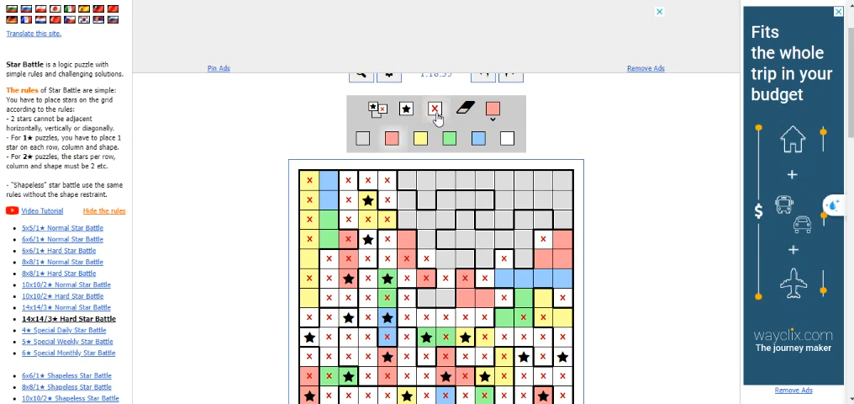 Translate this site.
Star Battle is a logic puzzle with
simple rules and challenging solutions.
The rules of Star Battle are simple:
You have to place stars on the grid
according to the rules:
- 2 stars cannot be adjacent
horizontally, vertically or diagonally.
- For 1★ puzzles, you have to place 1
star on each row, column and shape.
- For 2★ puzzles, the stars per row,
column and shape must be 2 etc.
- "Shapeless" star battle use the same
rules without the shape restraint.
Video Tutorial Hide the rules
5x5/1★ Normal Star Battle
6x6/1★ Normal Star Battle
6x6/1★ Hard Star Battle
8x8/1★ Normal Star Battle
8x8/1★ Hard Star Battle
10x10/2★ Normal Star Battle
10x10/2★ Hard Star Battle
14x14/3★ Normal Star Battle
14x14/3★ Hard Star Battle
4★ Special Daily Star Battle
5★ Special Weekly Star Battle
6★ Special Monthly Star Battle
6x6/1★ Shapeless Star Battle
8x8/1★ Shapeless Star Battle
10x10/2★ Shapeless Star Battle
Pin Ads
Remove Ads
Fits
the whole
trip in your
budget
wayclix.com
The journey maker
Remove Ads